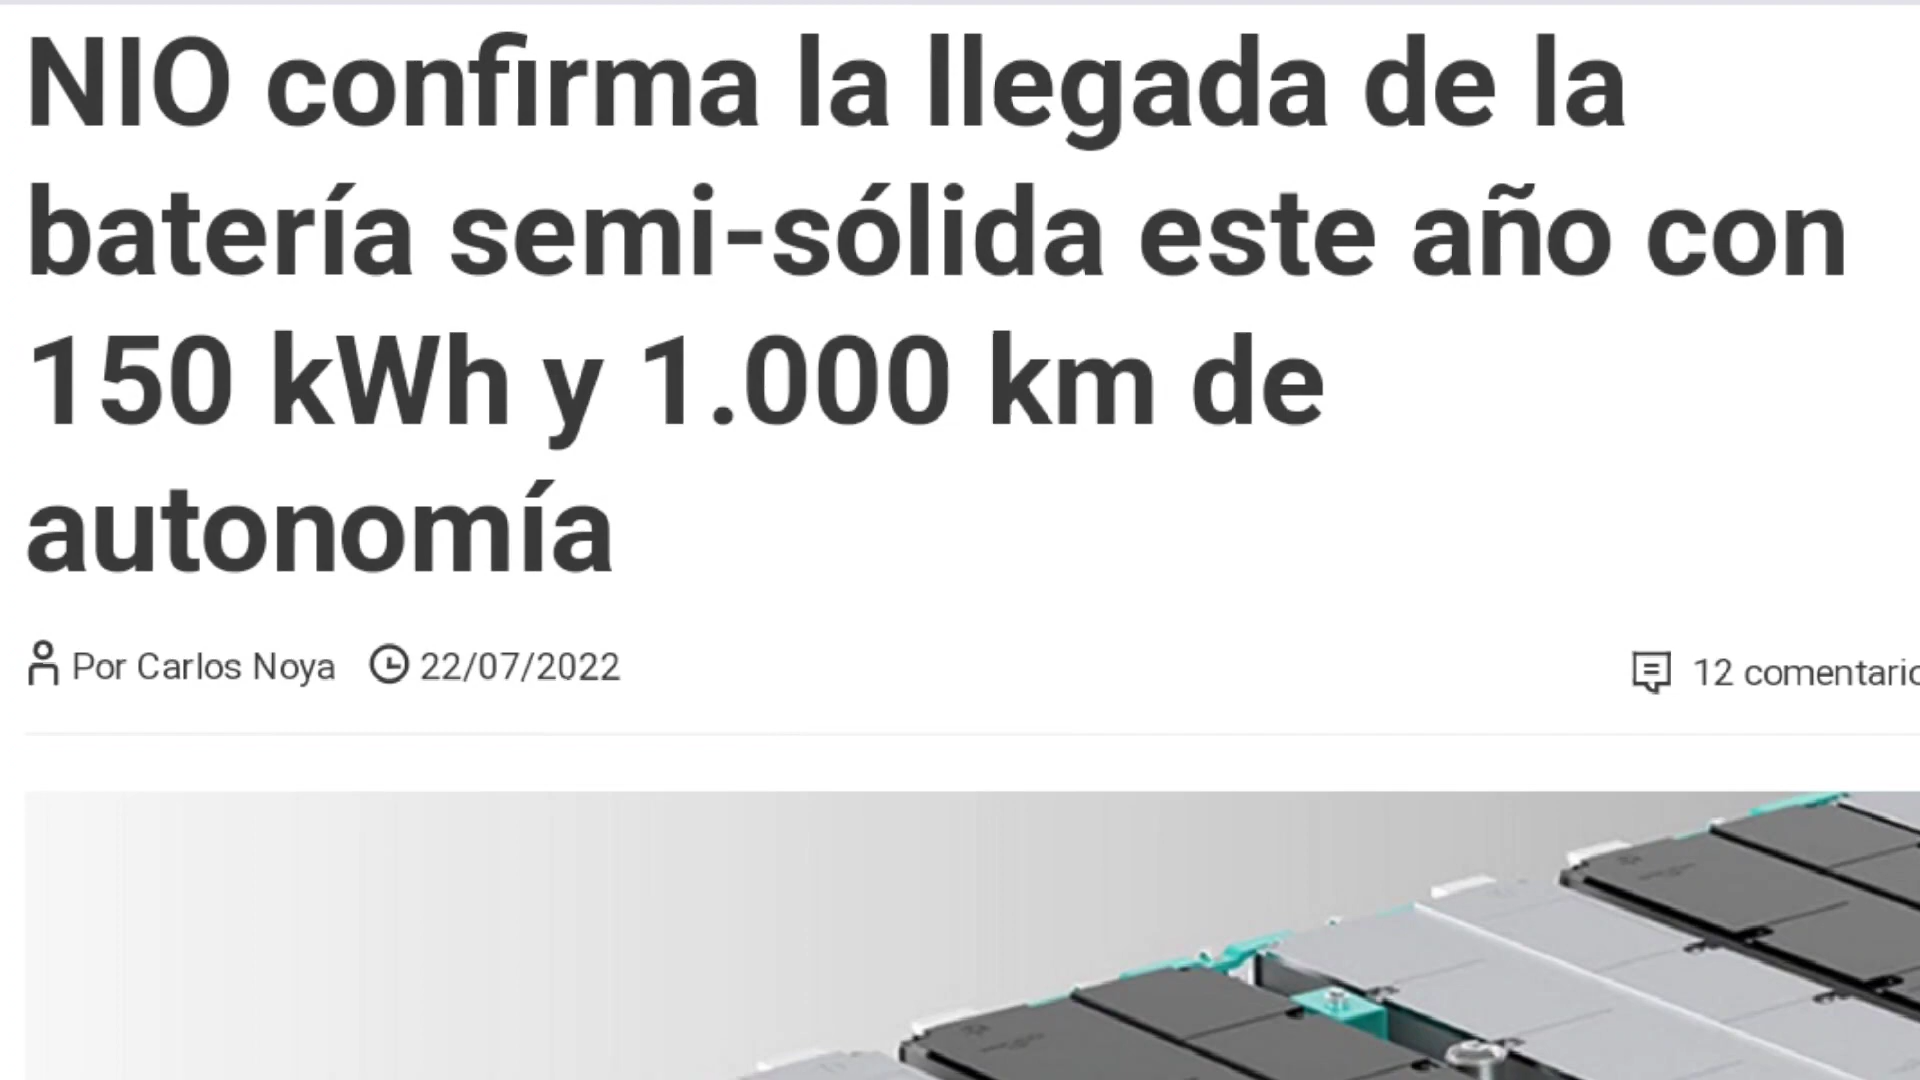 NIO confirma la llegada de la
batería semi-sólida este año con
150 kWh y 1.000 km de
autonomía
Por Carlos Noya 22/07/2022 12 comentario